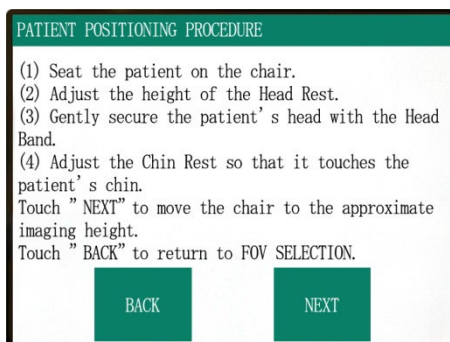 PATIENT POSITIONING PROCEDURE
(1) Seat the patient on the chair.
(2) Adjust the height of the Head Rest.
(3) Gently secure the patient's head with the Head
Band.
(4) Adjust the Chin Rest so that it touches the
patient's chin.
Touch "NEXT" to move the chair to the approximate
imaging height.
Touch "BACK" to return to FOV SELECTION.
BACK NEXT